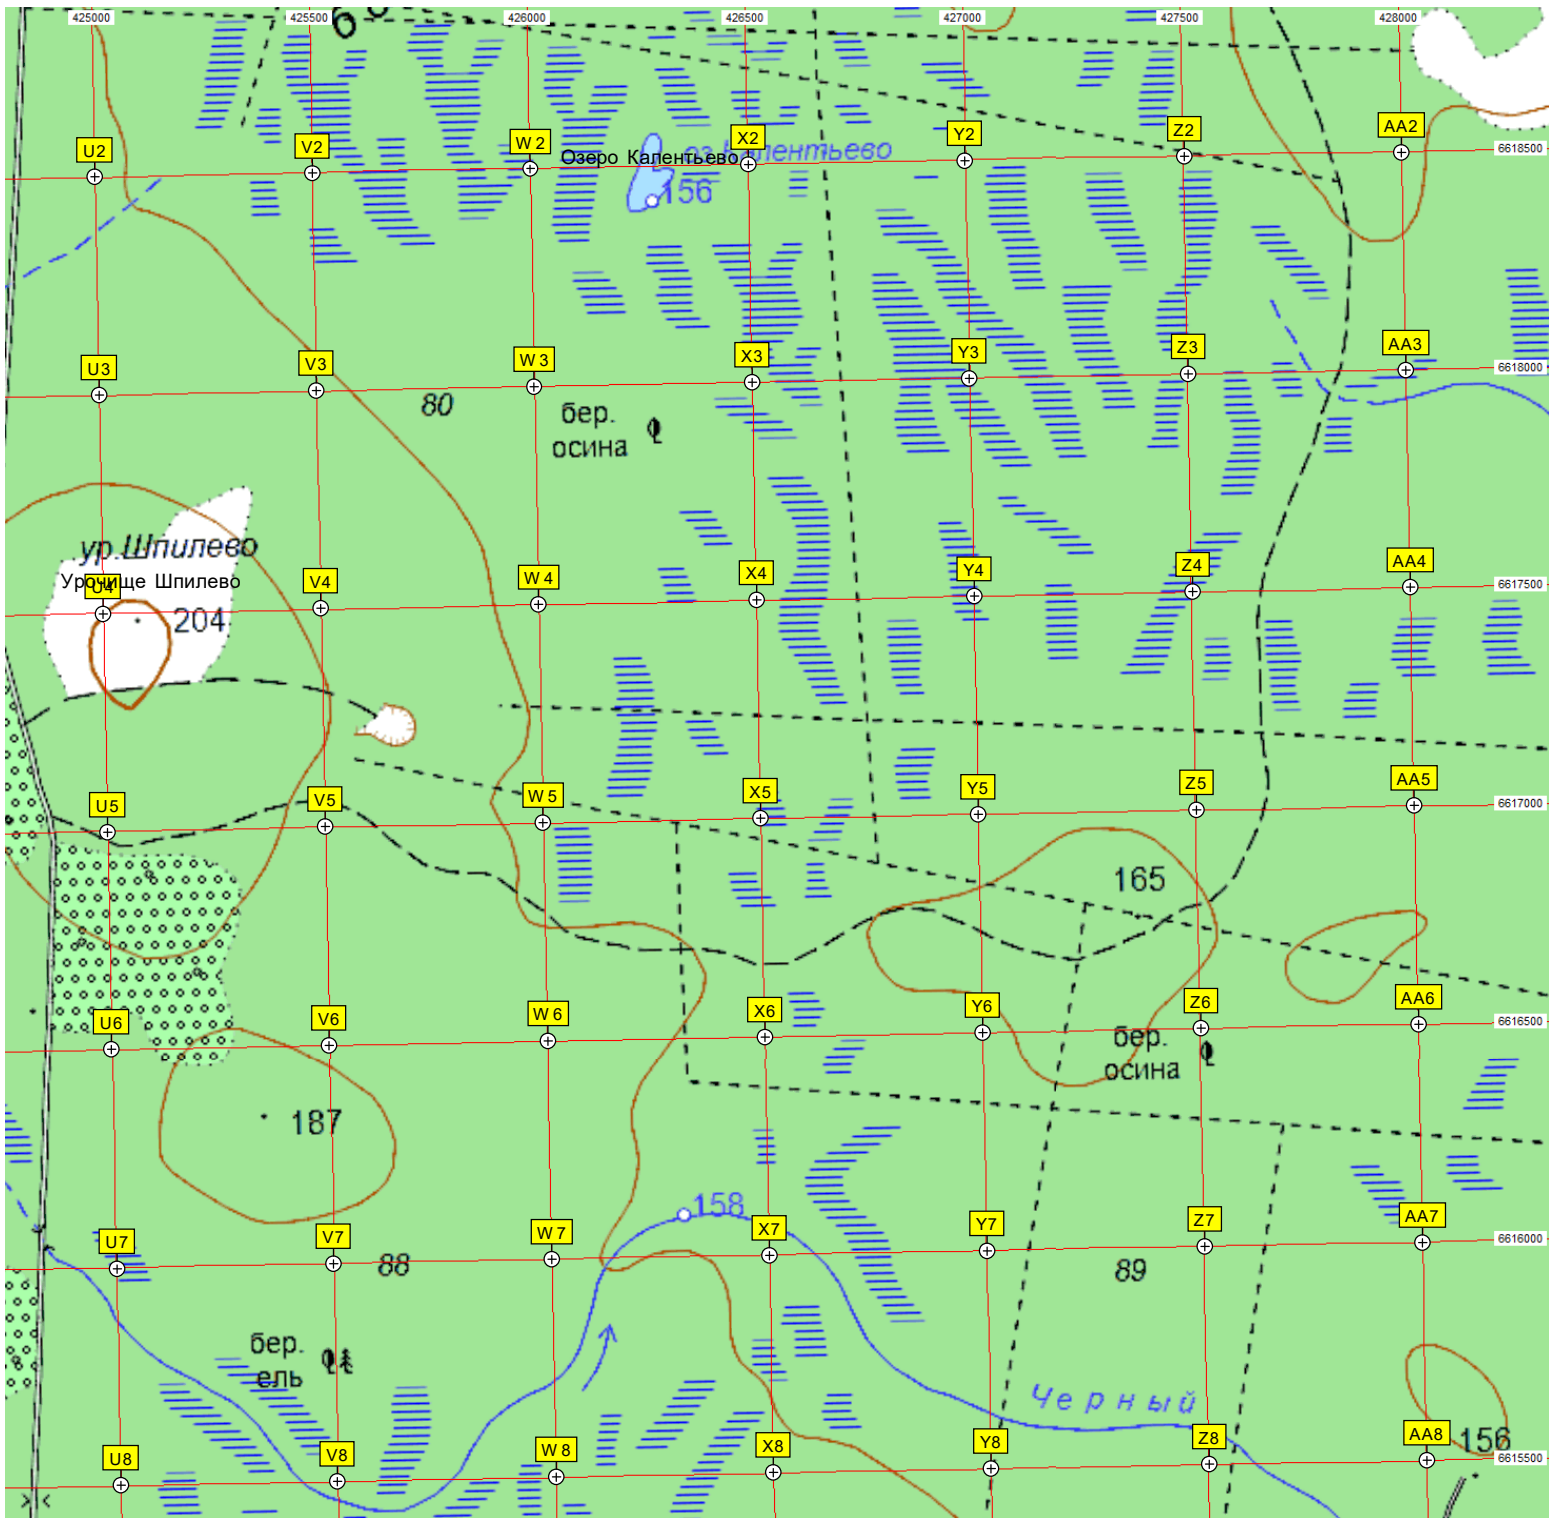 425000 425500 426000 426500 427000 427500 428000
U2 V2 W 2 X2 Y2 Z2 AA2
6618500
Озеро Калентьево
оз.Калентьево
156
U3 V3 W 3 X3 Y3 Z3 AA3
6618000
80
бер.
осина
ур.Шпилево
Урочище Шпилево
U4 V4 W 4 X4 Y4 Z4 AA4
6617500
204
U5 V5 W 5 X5 Y5 Z5 AA5
6617000
165
U6 V6 W 6 X6 Y6 Z6 AA6
6616500
бер.
осина
187
158
U7 V7 W 7 X7 Y7 Z7 AA7
6616000
88
89
бер.
ель
Черный
U8 V8 W 8 X8 Y8 Z8 AA8
156
6615500